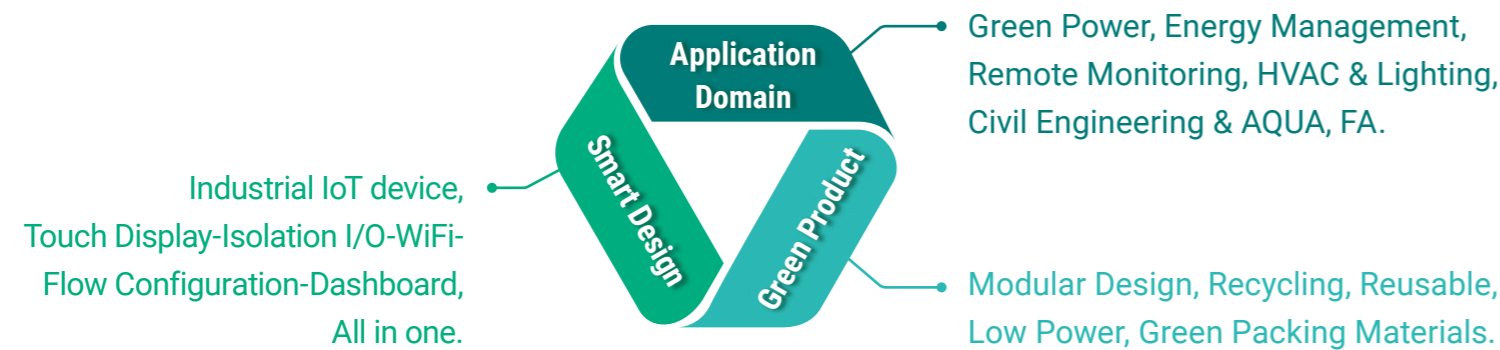 Application
Domain
Green Power, Energy Management,
Remote Monitoring, HVAC & Lighting,
Civil Engineering & AQUA, FA.
Smart Design
Industrial IoT device,
Touch Display-Isolation I/O-WiFi-
Flow Configuration-Dashboard,
All in one.
Green Product
Modular Design, Recycling, Reusable,
Low Power, Green Packing Materials.